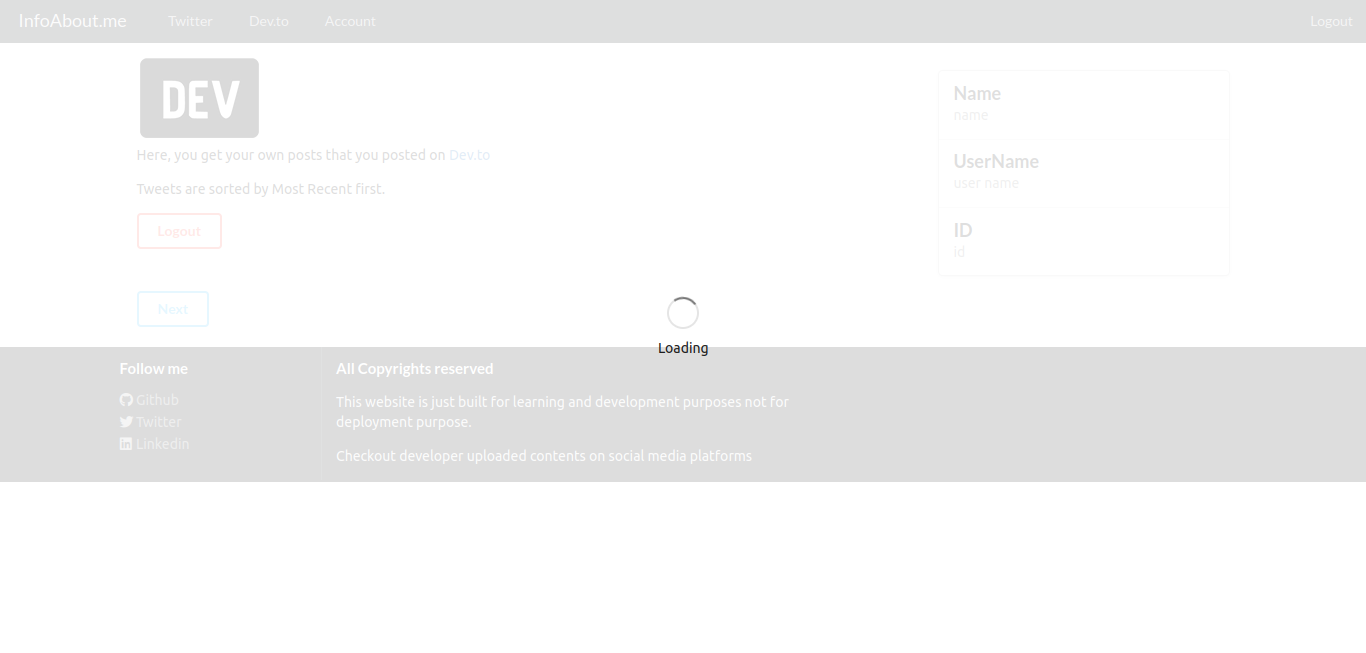 InfoAbout.me Twitter Dev.to Account Logout
DEV
Here, you get your own posts that you posted on Dev.to
Tweets are sorted by Most Recent first.
Logout
Next
Name
name
UserName
user name
ID
id
Loading
Follow me
Github
Twitter
Linkedin
All Copyrights reserved
This website is just built for learning and development purposes not for
deployment purpose.
Checkout developer uploaded contents on social media platforms